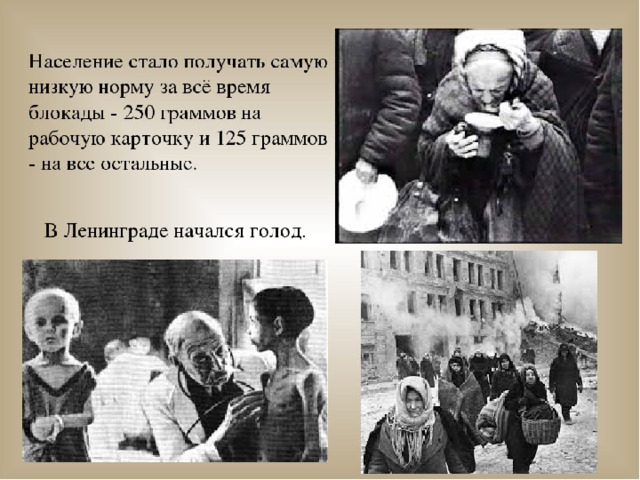 Население стало получать самую
низкую норму за всё время
блокады - 250 граммов на
рабочую карточку и 125 граммов
- на все остальные.
В Ленинграде начался голод.